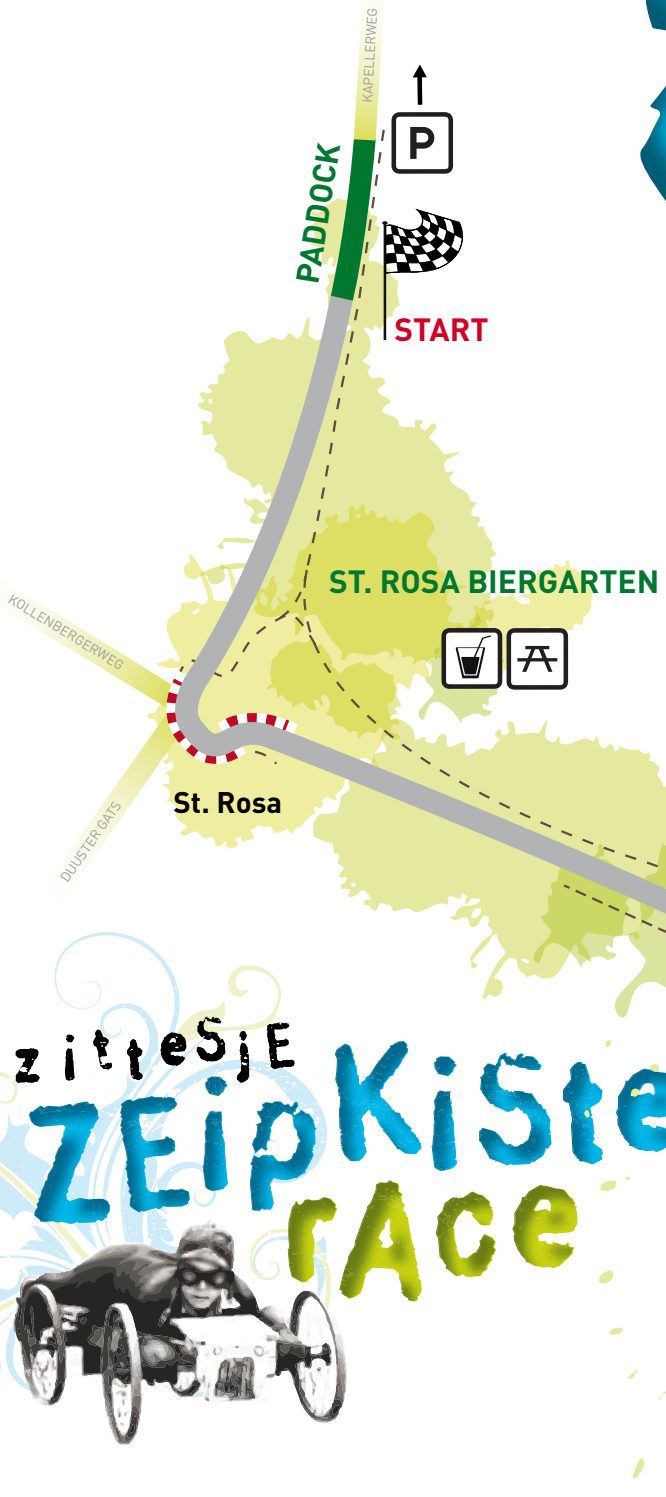 KAPELLERWEG
P
PADDOCK
START
ST. ROSA BIERGARTEN
KOLLENBERGERWEG
St. Rosa
DUUSTER GATS
zittesjE
ZEipKiste
rAce